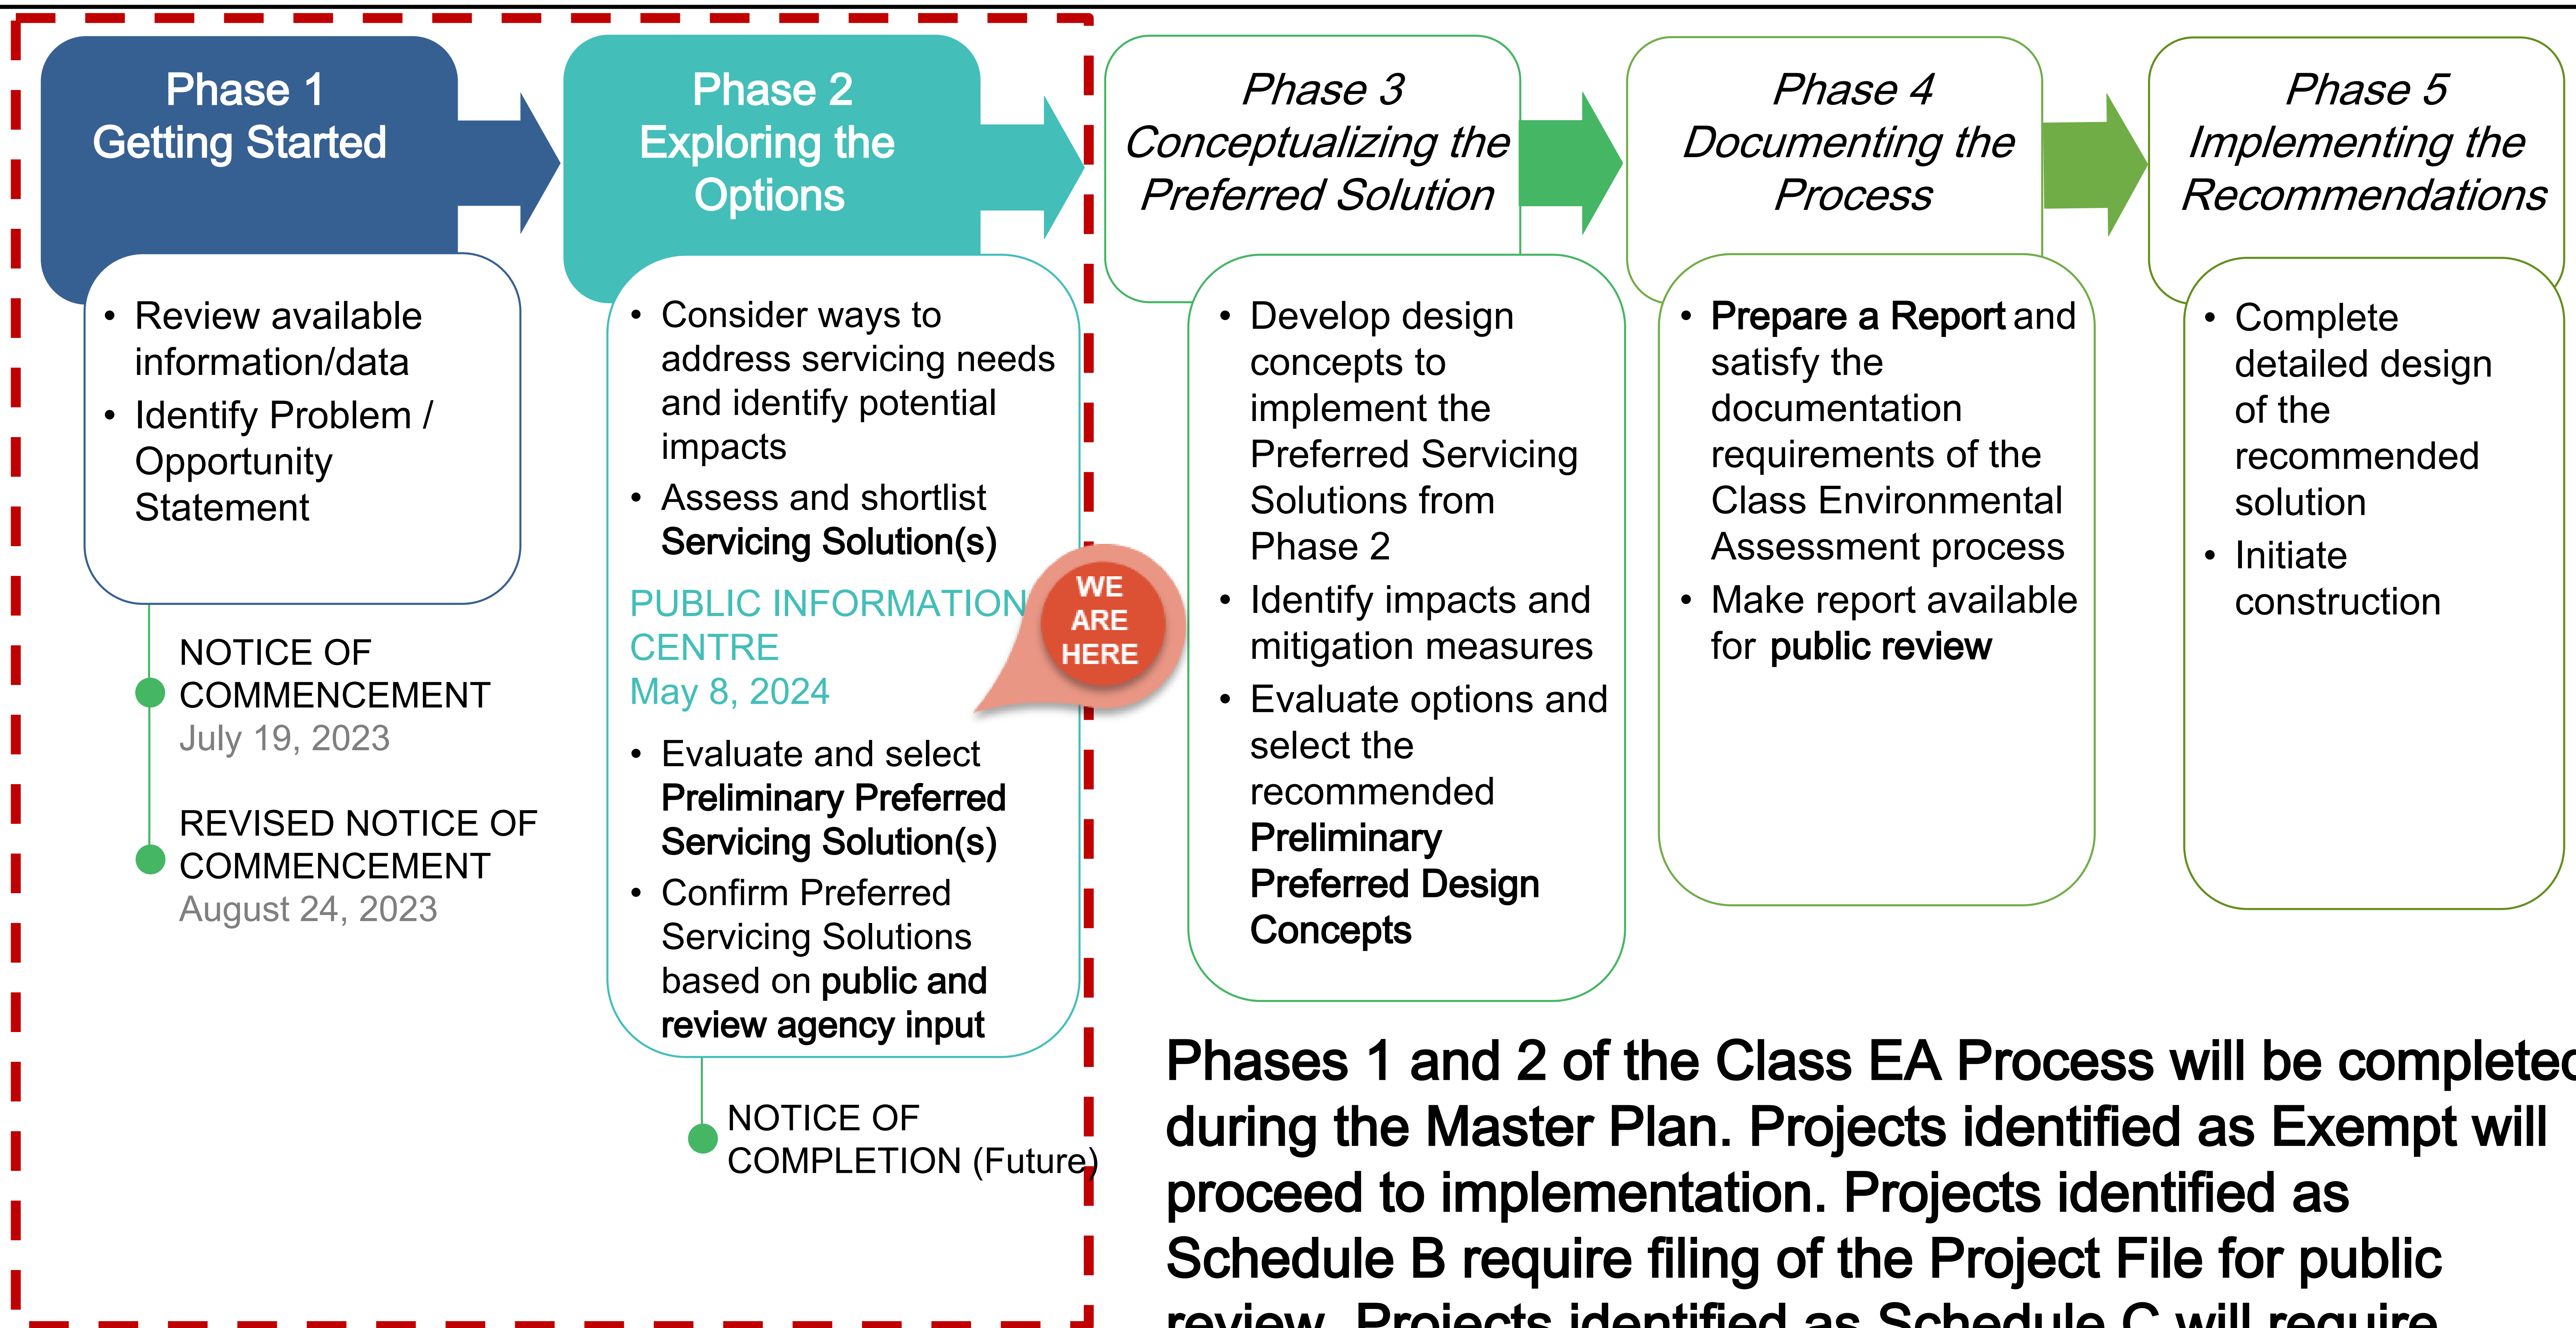 Phase 1
Getting Started
• Review available
information/data
• Identify Problem /
Opportunity
Statement
NOTICE OF
COMMENCEMENT
July 19, 2023
REVISED NOTICE OF
COMMENCEMENT
August 24, 2023
Phase 2
Exploring the
Options
• Consider ways to
address servicing needs
and identify potential
impacts
• Assess and shortlist
Servicing Solution(s)
PUBLIC INFORMATION
CENTRE
May 8, 2024
WE
ARE
HERE
• Evaluate and select
Preliminary Preferred
Servicing Solution(s)
• Confirm Preferred
Servicing Solutions
based on public and
review agency input
NOTICE OF
COMPLETION (Future)
Phase 3
Conceptualizing the
Preferred Solution
• Develop design
concepts to
implement the
Preferred Servicing
Solutions from
Phase 2
• Identify impacts and
mitigation measures
• Evaluate options and
select the
recommended
Preliminary
Preferred Design
Concepts
Phase 4
Documenting the
Process
• Prepare a Report and
satisfy the
documentation
requirements of the
Class Environmental
Assessment process
• Make report available
for public review
Phase 5
Implementing the
Recommendations
• Complete
detailed design
of the
recommended
solution
• Initiate
construction
Phases 1 and 2 of the Class EA Process will be completed
during the Master Plan. Projects identified as Exempt will
proceed to implementation. Projects identified as
Schedule B require filing of the Project File for public
review. Projects identified as Schedule C will require